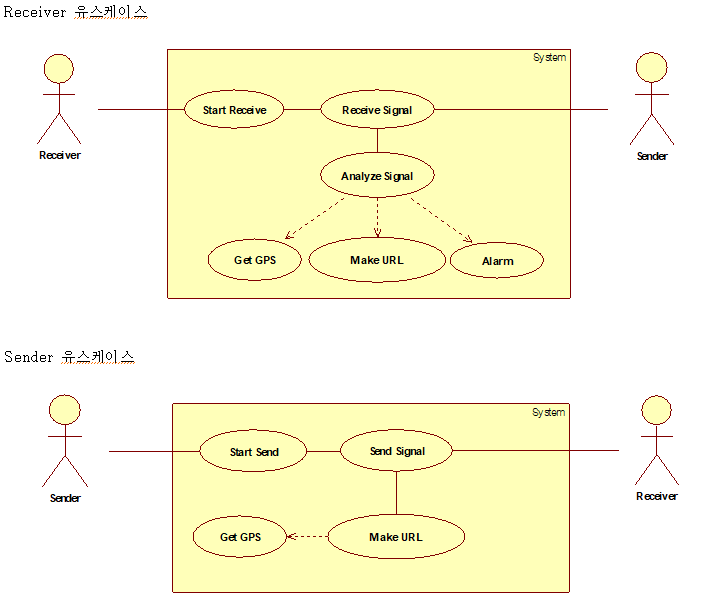 Receiver 유스케이스
System
Start Receive
Receive Signal
Receiver
Sender
Analyze Signal
Get GPS
Make URL
Alarm
Sender 유스케이스
System
Start Send
Send Signal
Sender
Receiver
Get GPS
Make URL